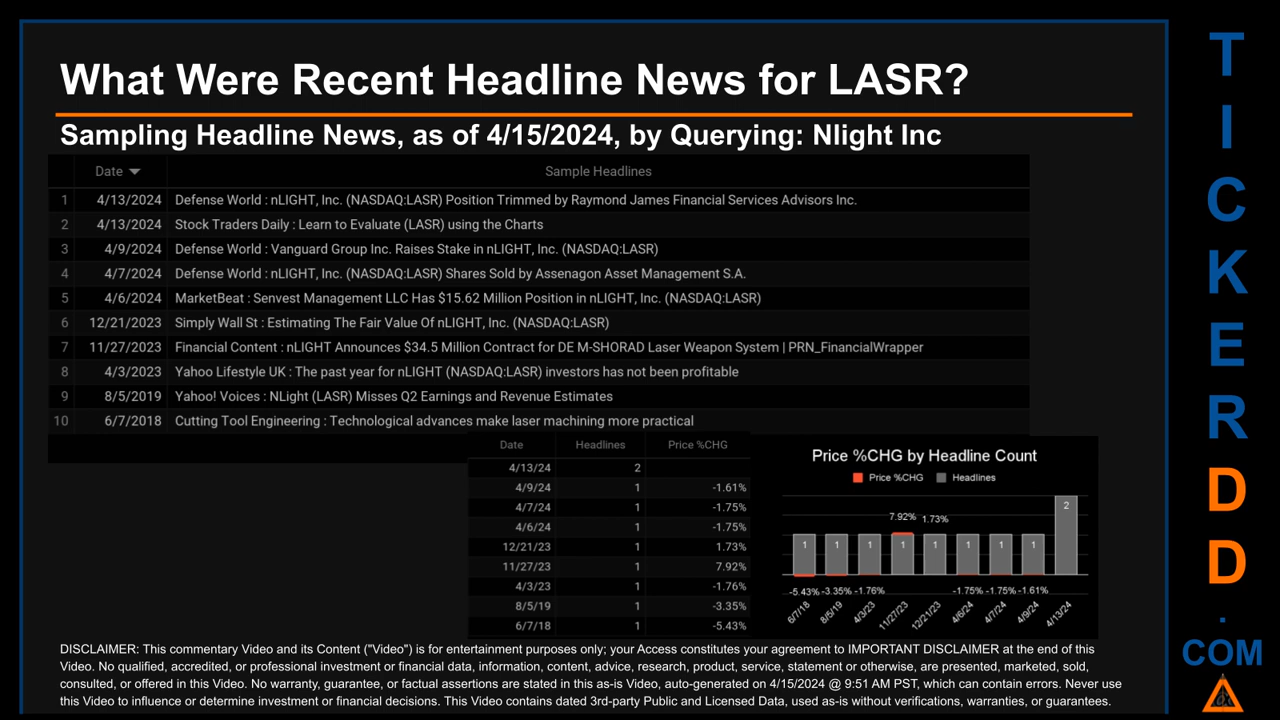 What Were Recent Headline News for LASR?
Sampling Headline News, as of 4/15/2024, by Querying: Nlight Inc
Date Sample Headlines
1 4/13/2024 Defense World : nLIGHT, Inc. (NASDAQ:LASR) Position Trimmed by Raymond James Financial Services Advisors Inc.
2 4/13/2024 Stock Traders Daily : Learn to Evaluate (LASR) using the Charts
3 4/9/2024 Defense World : Vanguard Group Inc. Raises Stake in nLIGHT, Inc. (NASDAQ:LASR)
4 4/7/2024 Defense World : nLIGHT, Inc. (NASDAQ:LASR) Shares Sold by Assenagon Asset Management S.A.
5 4/6/2024 MarketBeat : Senvest Management LLC Has $15.62 Million Position in nLIGHT, Inc. (NASDAQ:LASR)
6 12/21/2023 Simply Wall St : Estimating The Fair Value Of nLIGHT, Inc. (NASDAQ:LASR)
7 11/27/2023 Financial Content : nLIGHT Announces $34.5 Million Contract for DE M-SHORAD Laser Weapon System | PRN_FinancialWrapper
8 4/3/2023 Yahoo Lifestyle UK : The past year for nLIGHT (NASDAQ:LASR) investors has not been profitable
9 8/5/2019 Yahoo! Voices : NLight (LASR) Misses Q2 Earnings and Revenue Estimates
10 6/7/2018 Cutting Tool Engineering : Technological advances make laser machining more practical
Date Headlines Price %CHG
4/13/24 2
4/9/24 1 -1.61%
4/7/24 1 -1.75%
4/6/24 1 -1.75%
12/21/23 1 1.73%
11/27/23 1 7.92%
4/3/23 1 -1.76%
8/5/19 1 -3.35%
6/7/18 1 -5.43%
Price %CHG by Headline Count
Price %CHG Headlines
2
7.92% 1.73%
1 1 1 1 1 1 1 1
-5.43% -3.35% -1.76% -1.75% -1.75% -1.61%
6/7/18 8/5/19 4/3/23 11/27/23 12/21/23 4/6/24 4/7/24 4/9/24 4/13/24
DISCLAIMER: This commentary Video and its Content ("Video") is for entertainment purposes only; your Access constitutes your agreement to IMPORTANT DISCLAIMER at the end of this
Video. No qualified, accredited, or professional investment or financial data, information, content, advice, research, product, service, statement or otherwise, are presented, marketed, sold,
consulted, or offered in this Video. No warranty, guarantee, or factual assertions are stated in this as-is Video, auto-generated on 4/15/2024 @ 9:51 AM PST, which can contain errors. Never use
this Video to influence or determine investment or financial decisions. This Video contains dated 3rd-party Public and Licensed Data, used as-is without verifications, warranties, or guarantees.
T
I
C
K
E
R
D
D
.
COM